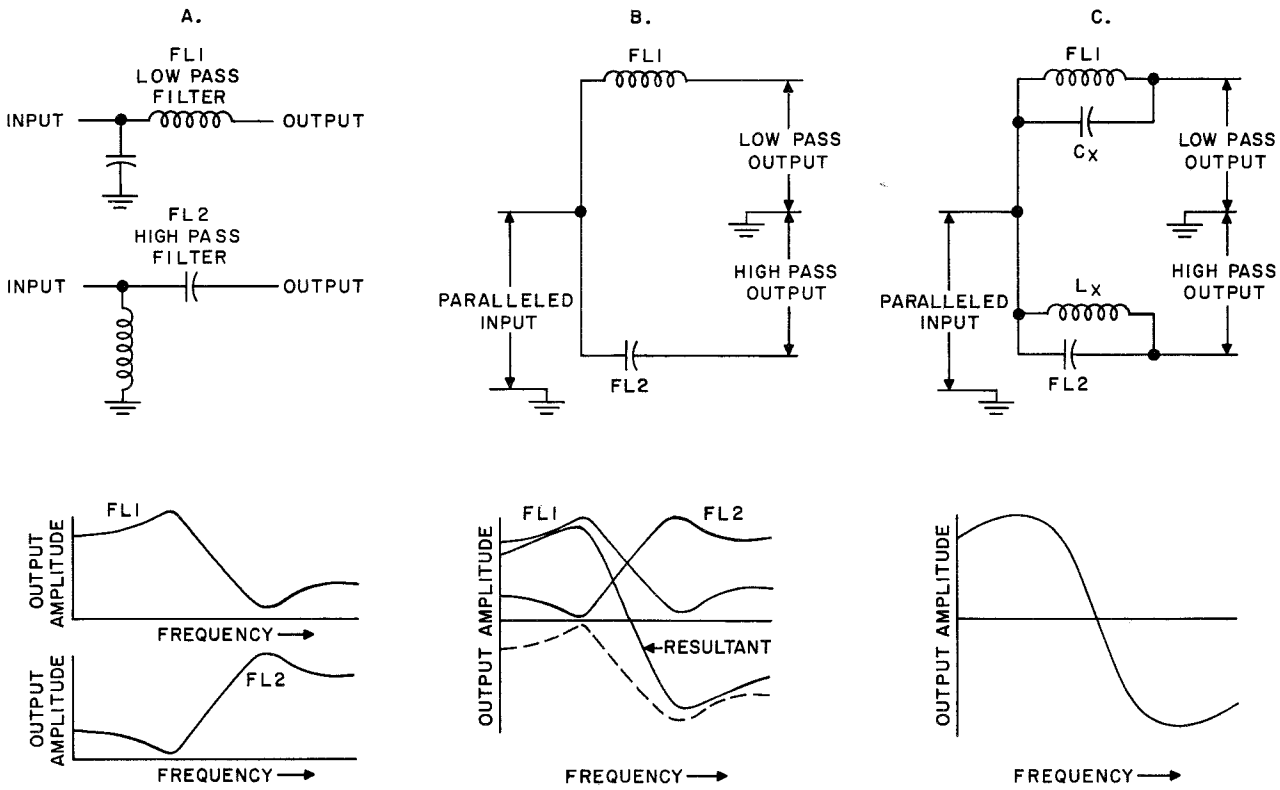 A.
FL1
LOW PASS
FILTER
INPUT
OUTPUT
FL2
HIGH PASS
FILTER
INPUT
OUTPUT
B.
FL1
LOW PASS
OUTPUT
HIGH PASS
OUTPUT
PARALLELED
INPUT
FL2
C.
FL1
CX
LOW PASS
OUTPUT
HIGH PASS
OUTPUT
LX
PARALLELED
INPUT
FL2
FL1
OUTPUT
AMPLITUDE
FREQUENCY
FL2
OUTPUT
AMPLITUDE
FREQUENCY
FL1
FL2
OUTPUT AMPLITUDE
RESULTANT
FREQUENCY
OUTPUT AMPLITUDE
FREQUENCY